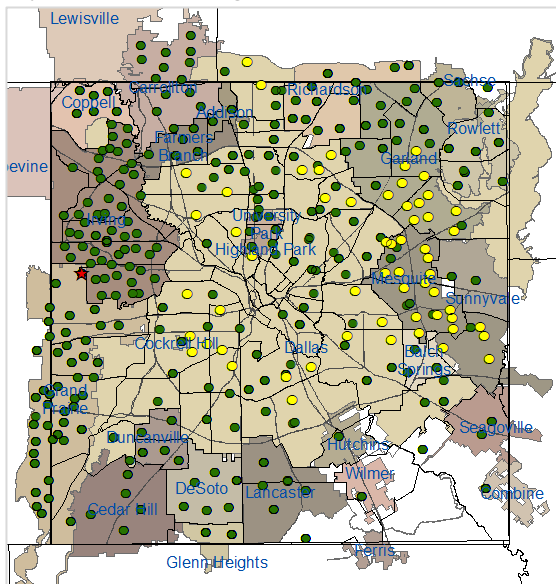 Lewisville
Carrollton
Richardson
Sachse
Coppell
Addison
Rowlett
Farmers
Branch
Garland
evine
Irving
University
Park
Highland Park
Mesquite
Sunnyvale
Cockrell Hill
Dallas
Balch
Springs
Grand
Prairie
Duncanville
Hutchins
Seagoville
Wilmer
DeSoto
Lancaster
Combine
Cedar Hill
Glenn Heights
Ferris